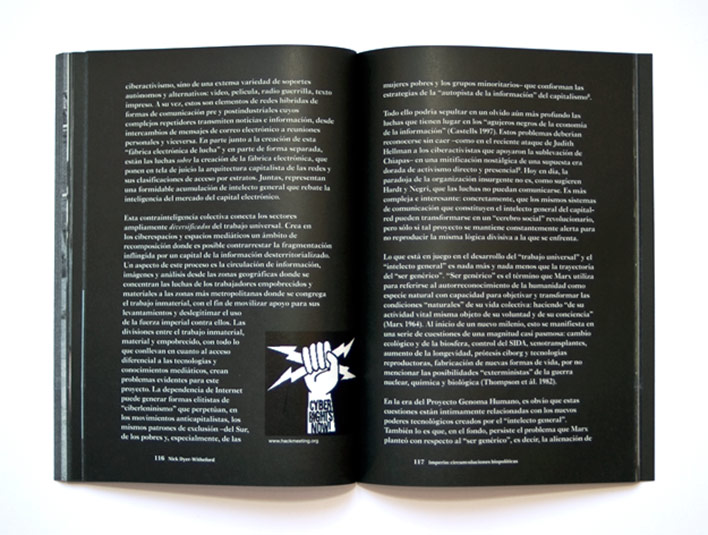 ciberactivismo, sino de una extensa variedad de soportes
autónomos y alternativos: video, película, radio guerrilla, texto
impreso. A su vez, estos son elementos de redes híbridas de
formas de comunicación pre y postindustriales cuyos
complejos repetidores transmiten noticias e información, desde
intercambios de mensajes de correo electrónico a reuniones
personales y viceversa. En parte junto a la creación de esta
“fábrica electrónica de lucha” y en parte de forma separada,
están las luchas sobre la creación de la fábrica electrónica, que
ponen en tela de juicio la arquitectura capitalista de las redes y
sus clasificaciones de acceso por estratos. Juntas, representan
una formidable acumulación de intelecto general que rebate la
inteligencia del mercado del capital electrónico.
Esta contrainteligencia colectiva conecta los sectores
ampliamente diversificados del trabajo universal. Crea en
los ciberespacios y espacios mediáticos un ámbito de
recomposición donde es posible contrarrestar la fragmentación
inflingida por un capital de la información desterritorializado.
Un aspecto de este proceso es la circulación de información,
imágenes y análisis desde las zonas geográficas donde se
concentran las luchas de los trabajadores empobrecidos y
materiales a las zonas más metropolitanas donde se congrega
el trabajo inmaterial, con el fin de movilizar apoyo para sus
levantamientos y deslegitimar el uso
de la fuerza imperial contra ellos. Las
divisiones entre el trabajo inmaterial,
material y empobrecido, con todo lo
que conllevan en cuanto al acceso
diferencial a las tecnologías y
conocimientos mediáticos, crean
problemas evidentes para este
proyecto. La dependencia de Internet
puede generar formas elitistas de
“ciberleninismo” que perpetúan, en
los movimientos anticapitalistas, los
mismos patrones de exclusión –del Sur,
de los pobres y, especialmente, de las
CYBER
RIGHTS
NOW!
www.hackmeeting.org
116 Nick Dyer-Witheford
mujeres pobres y los grupos minoritarios– que conforman las
estrategias de la “autopista de la información” del capitalismo⁸.
Todo ello podría sepultar en un olvido aún más profundo las
luchas que tienen lugar en los “agujeros negros de la economía
de la información” (Castells 1997). Estos problemas deberían
reconocerse sin caer –como en el reciente ataque de Judith
Hellman a los ciberactivistas que apoyaron la sublevación de
Chiapas– en una mitificación nostálgica de una supuesta era
dorada de activismo directo y presencial⁹. Hoy en día, la
paradoja de la organización insurgente no es, como sugieren
Hardt y Negri, que las luchas no puedan comunicarse. Es más
compleja e interesante: concretamente, que los mismos sistemas
de comunicación que constituyen el intelecto general del capital-
red pueden transformarse en un “cerebro social” revolucionario,
pero sólo si tal proyecto se mantiene constantemente alerta para
no reproducir la misma lógica divisiva a la que se enfrenta.
Lo que está en juego en el desarrollo del “trabajo universal” y el
“intelecto general” es nada más y nada menos que la trayectoria
del “ser genérico”. “Ser genérico” es el término que Marx utiliza
para referirse al autorreconocimiento de la humanidad como
especie natural con capacidad para objetivar y transformar las
condiciones “naturales” de su vida colectiva: haciendo “de su
actividad vital misma objeto de su voluntad y de su conciencia”
(Marx 1964). Al inicio de un nuevo milenio, esto se manifiesta
en una serie de cuestiones de una magnitud casi pasmosa: cambio
ecológico y de la biosfera, control del SIDA, xenotransplantes,
aumento de la longevidad, prótesis ciborg y tecnologías
reproductoras, fabricación de nuevas formas de vida, por no
mencionar las posibilidades “exterministas” de la guerra
nuclear, química y biológica (Thompson et ál. 1982).
En la era del Proyecto Genoma Humano, es obvio que estas
cuestiones están íntimamente relacionadas con los nuevos
poderes tecnológicos creados por el “intelecto general”.
También lo es que, en el fondo, persiste el problema que Marx
planteó con respecto al “ser genérico”, es decir, la alienación de
117 Imperio: circunvoluciones biopolíticas